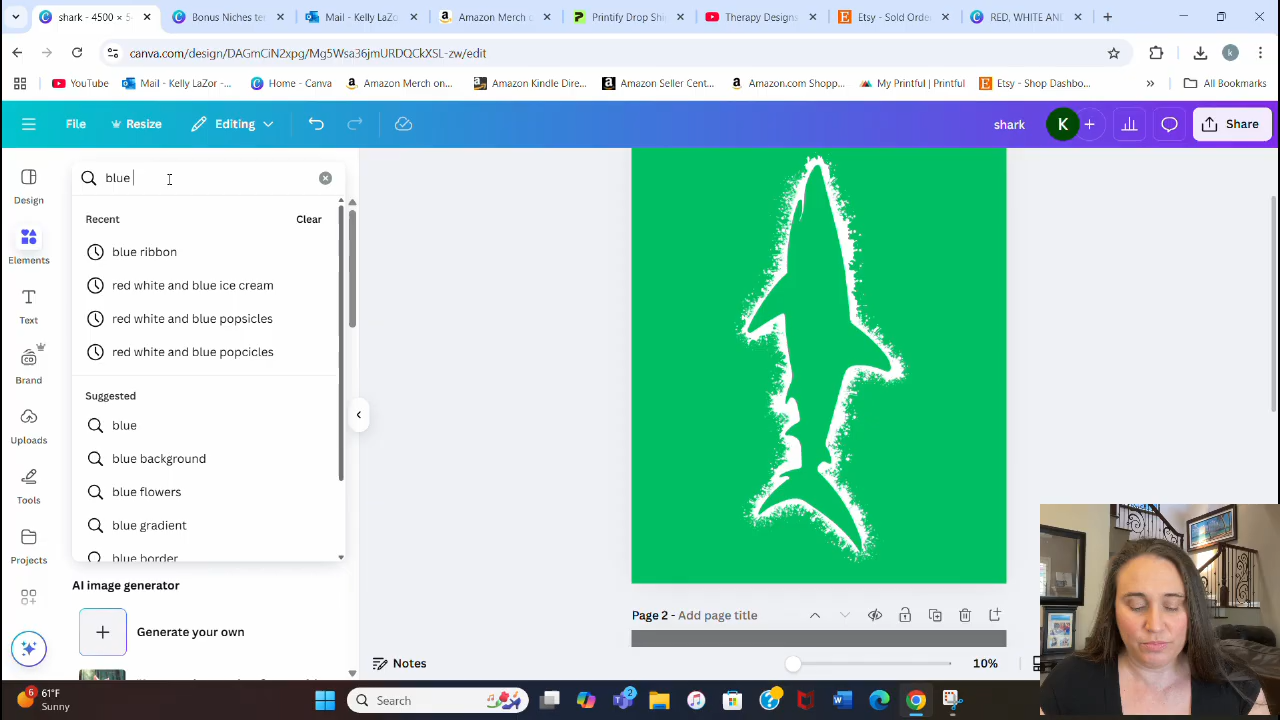 shark - 4500 × 5
Bonus Niches ter
Mail - Kelly LaZor
Amazon Merch o
Printify Drop Shi
Therapy Designs
Etsy - Sold Order
RED, WHITE AN
canva.com/design/DAGmCiN2xpg/Mg5Wsa36jmURDQCkXSL-zw/edit
k
YouTube
Mail - Kelly LaZor -...
Home - Canva
Amazon Merch on...
Amazon Kindle Dire...
Amazon Seller Cent...
Amazon.com Shopp...
My Printful | Printful
Etsy - Shop Dashbo...
All Bookmarks
File
Resize
Editing
shark
K
Share
Design
Elements
Text
Brand
Uploads
Tools
Projects
blue
Recent
Clear
blue ribbon
red white and blue ice cream
red white and blue popsicles
red white and blue popcicles
Suggested
blue
blue background
blue flowers
blue gradient
blue border
AI image generator
Generate your own
Page 2 - Add page title
Notes
10%
6
61°F
Sunny
Search
2